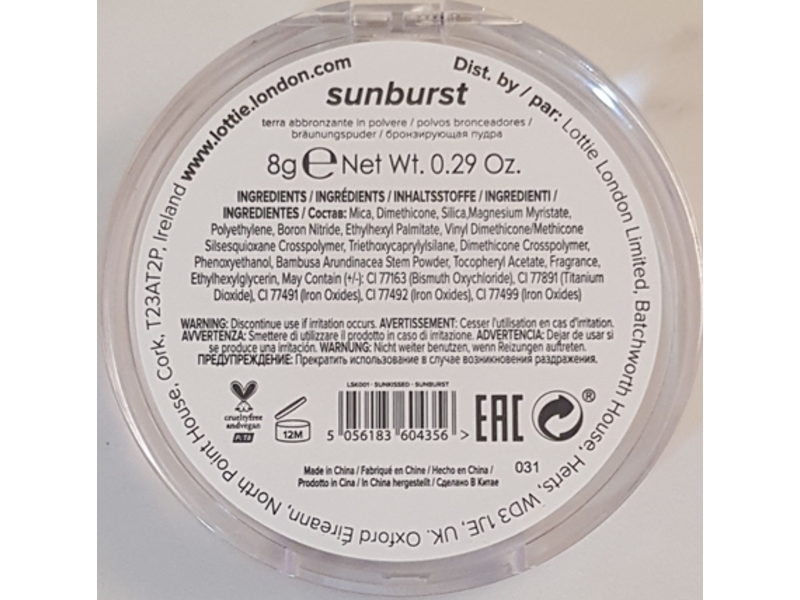 www.lottie.london.com
Dist. by / par: Lottie London Limited, Batchworth House, Herts, WD3 1JE, UK. Oxford Éireann, North Point House, Cork, T23AT2P, Ireland
sunburst
terra abbronzante in polvere / polvos bronceadores /
bräunungspuder / бронзирующая пудра
8g ℮ Net Wt. 0.29 Oz.
INGREDIENTS / INGRÉDIENTS / INHALTSSTOFFE / INGREDIENTI /
INGREDIENTES / Состав: Mica, Dimethicone, Silica,Magnesium Myristate,
Polyethylene, Boron Nitride, Ethylhexyl Palmitate, Vinyl Dimethicone/Methicone
Silsesquioxane Crosspolymer, Triethoxycaprylylsilane, Dimethicone Crosspolymer,
Phenoxyethanol, Bambusa Arundinacea Stem Powder, Tocopheryl Acetate, Fragrance,
Ethylhexylglycerin, May Contain (+/-): CI 77163 (Bismuth Oxychloride), CI 77891 (Titanium
Dioxide), CI 77491 (Iron Oxides), CI 77492 (Iron Oxides), CI 77499 (Iron Oxides)
WARNING: Discontinue use if irritation occurs. AVERTISSEMENT: Cesser l'utilisation en cas d'irritation.
AVVERTENZA: Smettere di utilizzare il prodotto in caso di irritazione. ADVERTENCIA: Dejar de usar si
se produce una irritación. WARNUNG: Nicht weiter benutzen, wenn Reizungen auftreten.
ПРЕДУПРЕЖДЕНИЕ: Прекратить использование в случае возникновения раздражения.
LSK001 - SUNKISSED - SUNBURST
crueltyfree
andvegan
PETA
12M
5 056183 604356 >
EAC
®
Made in China / Fabriqué en Chine / Hecho en China /
Prodotto in Cina / In China hergestellt / Сделано В Китае
031